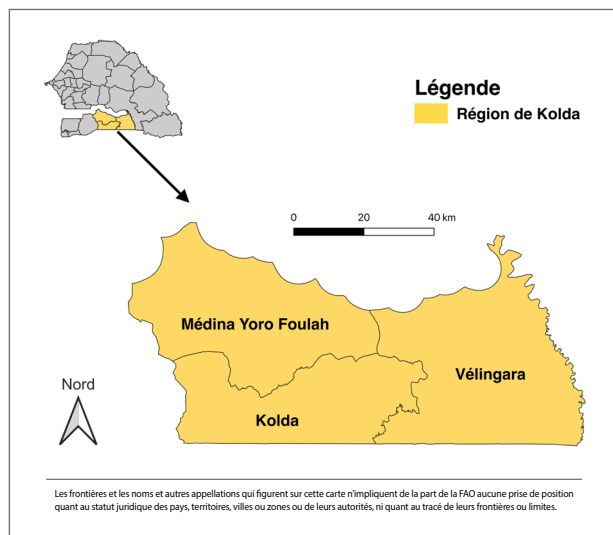 Légende
Région de Kolda
0 20 40 km
Médina Yoro Foulah
Vélingara
Kolda
Nord
Les frontières et les noms et autres appellations qui figurent sur cette carte n'impliquent de la part de la FAO aucune prise de position
quant au statut juridique des pays, territoires, villes ou zones ou de leurs autorités, ni quant au tracé de leurs frontières ou limites.